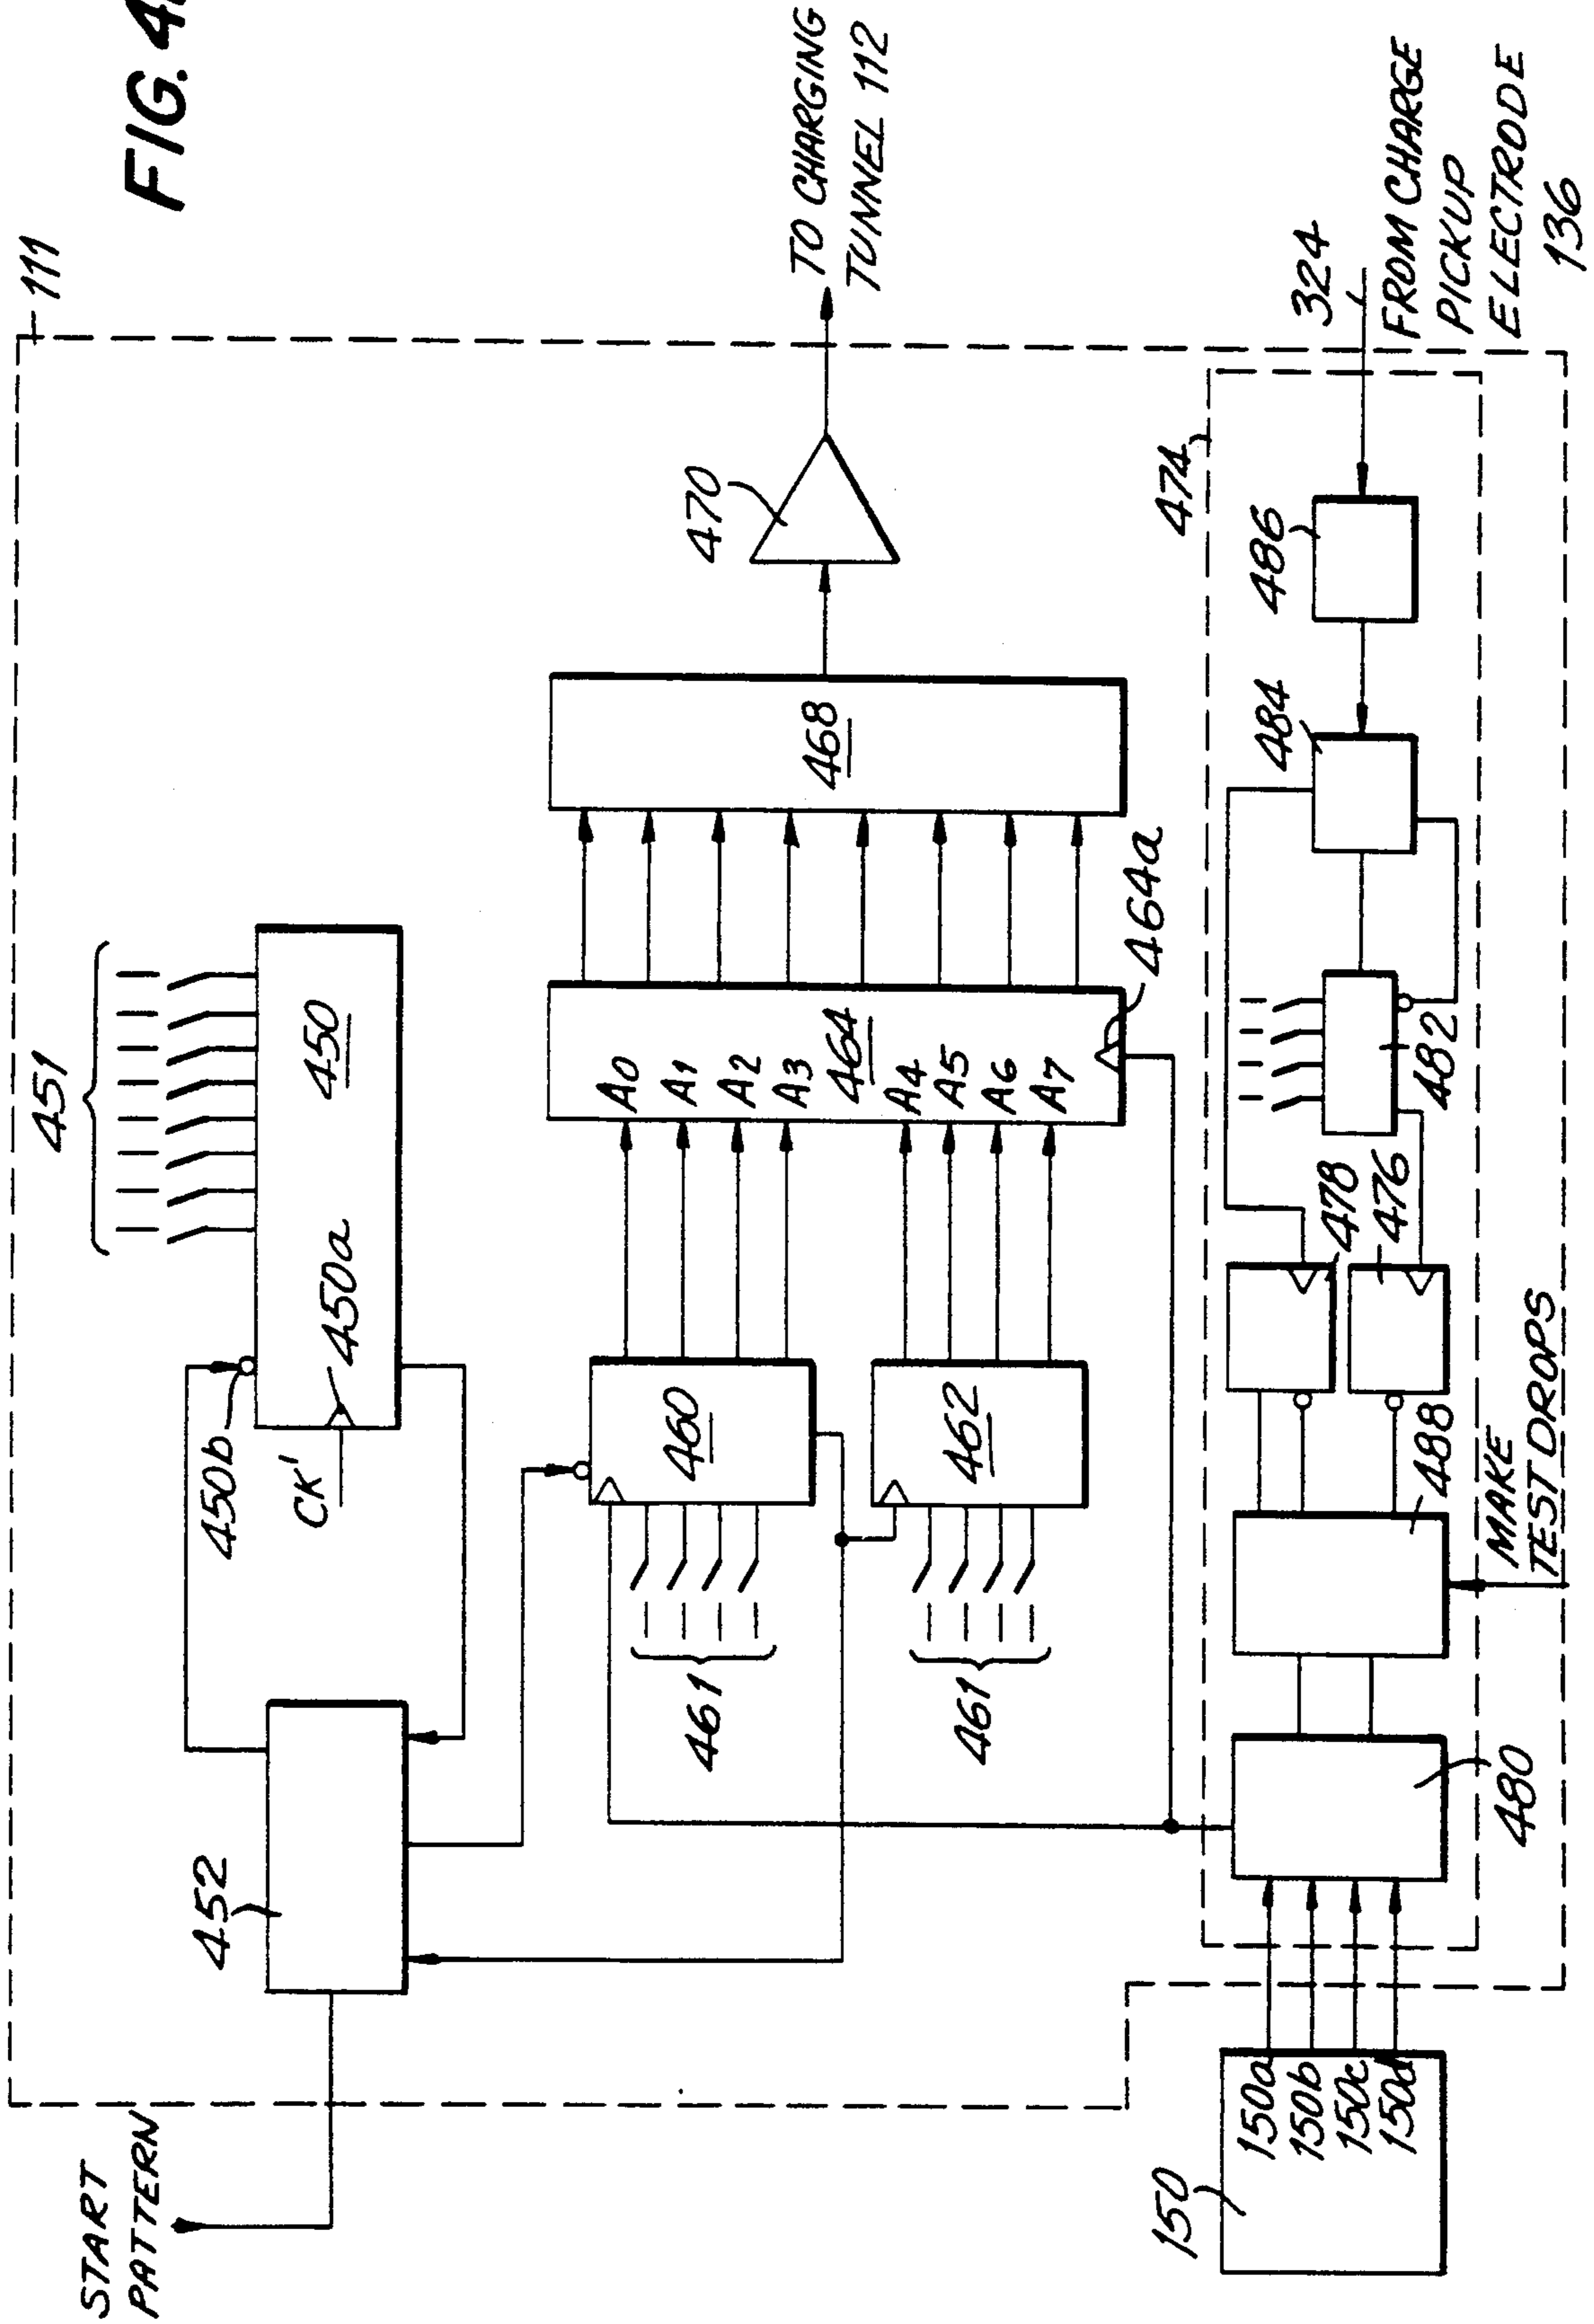 FIG. 4
111
START
PATTERN
452
450b
CK'
450a
450
451
460
461
462
461
A0
A1
A2
A3
464
A4
A5
A6
A7
464a
468
470
TO CHARGING
TUNNEL 112
474
150
150a
150b
150c
150d
480
488
MAKE
TEST DROPS
478
476
482
484
486
324
FROM CHARGE
PICKUP
ELECTRODE
136